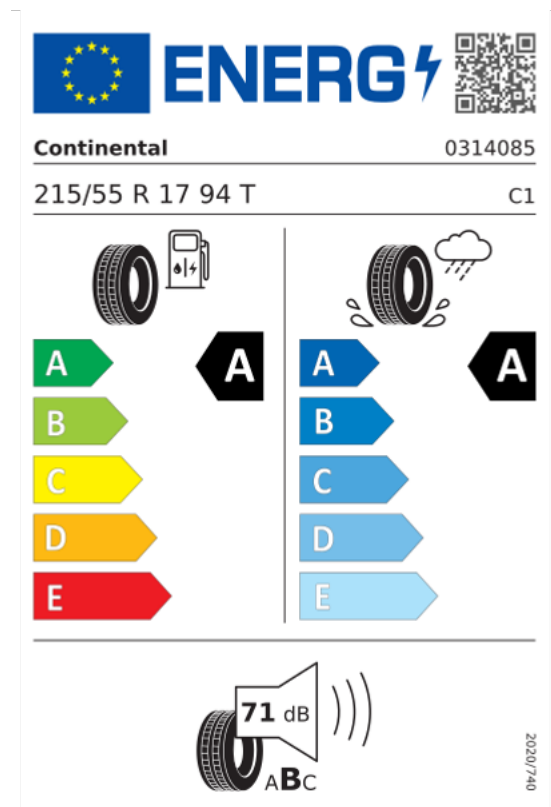 ENERG
Continental 0314085
215/55 R 17 94 T C1
A A
B
C
D
E
A A
B
C
D
E
71 dB
ABC
2020/740